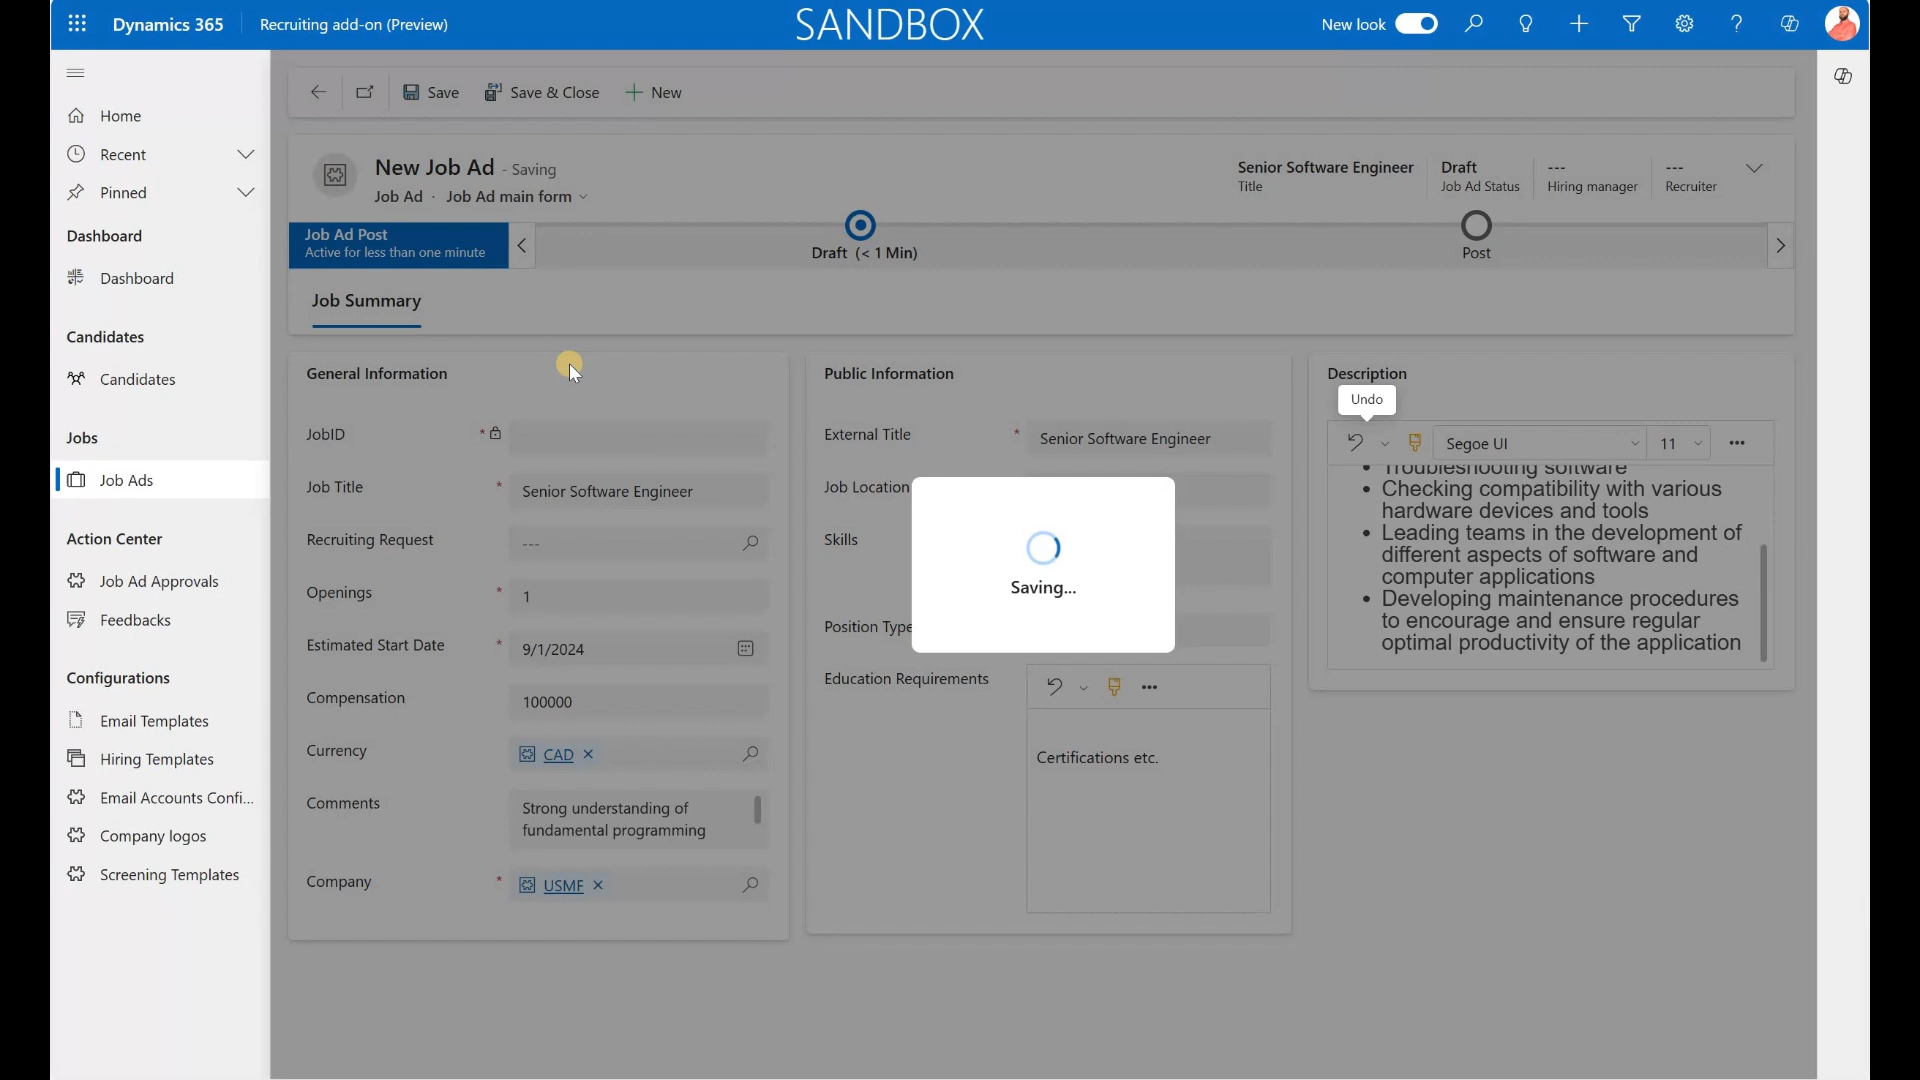 Dynamics 365
Recruiting add-on (Preview)
SANDBOX
New look
Save
Save & Close
New
Home
Recent
Pinned
Dashboard
Dashboard
Candidates
Candidates
Jobs
Job Ads
Action Center
Job Ad Approvals
Feedbacks
Configurations
Email Templates
Hiring Templates
Email Accounts Confi...
Company logos
Screening Templates
New Job Ad - Saving
Job Ad · Job Ad main form
Senior Software Engineer
Title
Draft
Job Ad Status
---
Hiring manager
---
Recruiter
Job Ad Post
Active for less than one minute
Draft (< 1 Min)
Post
Job Summary
General Information
JobID *
Job Title * Senior Software Engineer
Recruiting Request ---
Openings * 1
Estimated Start Date * 9/1/2024
Compensation 100000
Currency CAD
Comments Strong understanding of
fundamental programming
Company * USMF
Public Information
External Title * Senior Software Engineer
Job Location
Skills
Position Type
Education Requirements
Certifications etc.
Saving...
Description
Undo
Segoe UI 11
• Troubleshooting software
• Checking compatibility with various
hardware devices and tools
• Leading teams in the development of
different aspects of software and
computer applications
• Developing maintenance procedures
to encourage and ensure regular
optimal productivity of the application